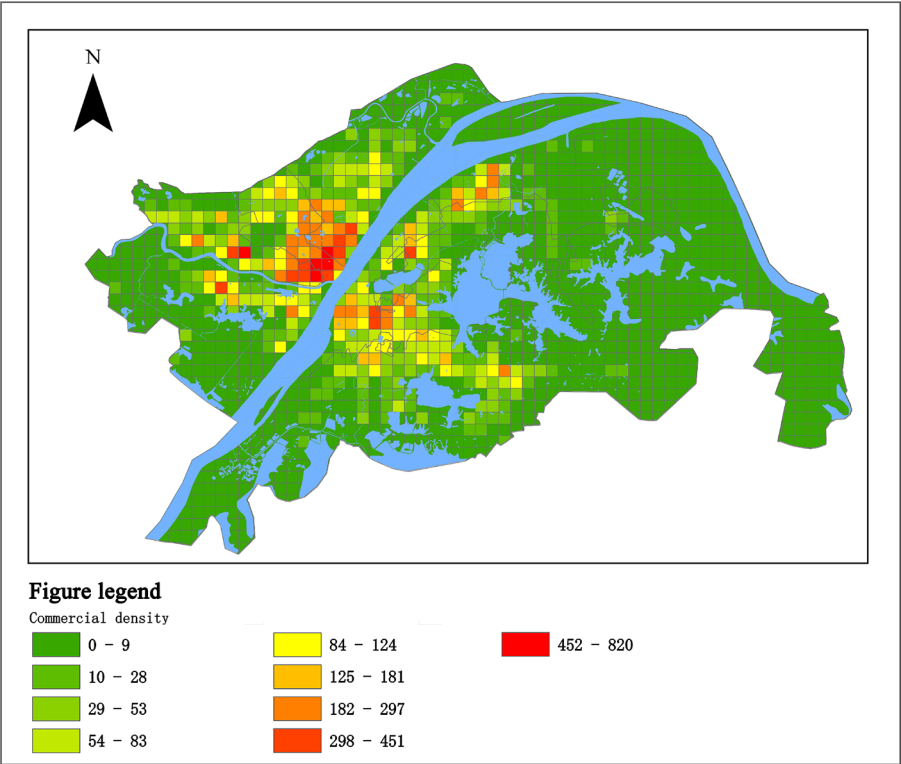 N
Figure legend
Commercial density
0 - 9
10 - 28
29 - 53
54 - 83
84 - 124
125 - 181
182 - 297
298 - 451
452 - 820